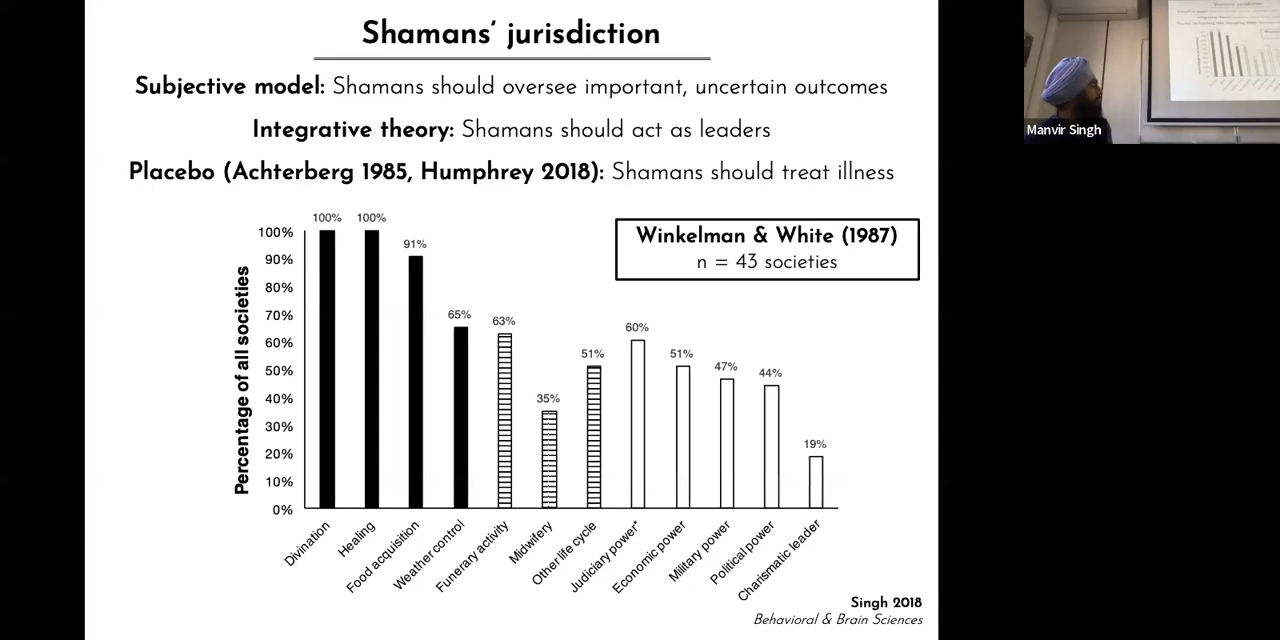 Shamans’ jurisdiction
Subjective model: Shamans should oversee important, uncertain outcomes
Integrative theory: Shamans should act as leaders
Placebo (Achterberg 1985, Humphrey 2018): Shamans should treat illness
Winkelman & White (1987)
n = 43 societies
Percentage of all societies
100%
90%
80%
70%
60%
50%
40%
30%
20%
10%
0%
100%
100%
91%
65%
63%
35%
51%
60%
51%
47%
44%
19%
Divination
Healing
Food acquisition
Weather control
Funerary activity
Midwifery
Other life cycle
Judiciary power*
Economic power
Military power
Political power
Charismatic leader
Singh 2018
Behavioral & Brain Sciences
Manvir Singh